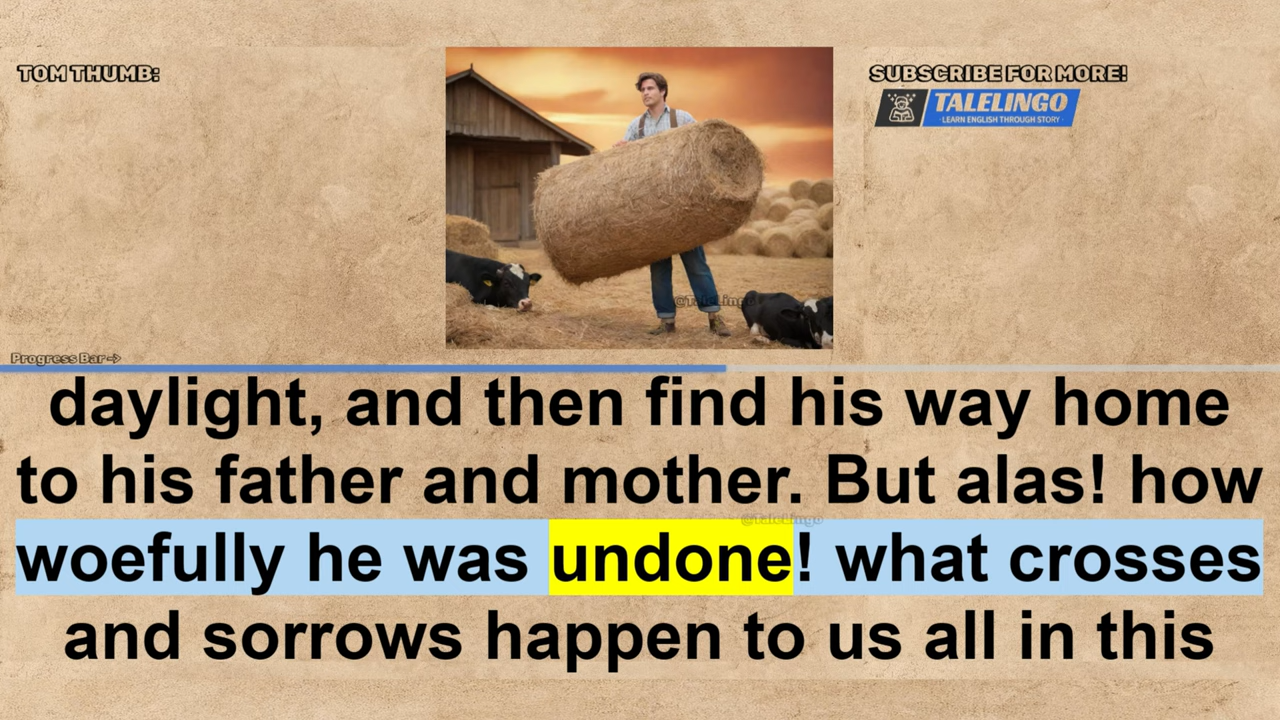 TOM THUMB:
SUBSCRIBE FOR MORE!
TALELINGO
·LEARN ENGLISH THROUGH STORY·
@TaleLingo
Progress Bar->
daylight, and then find his way home
to his father and mother. But alas! how
@TaleLingo
woefully he was undone! what crosses
and sorrows happen to us all in this